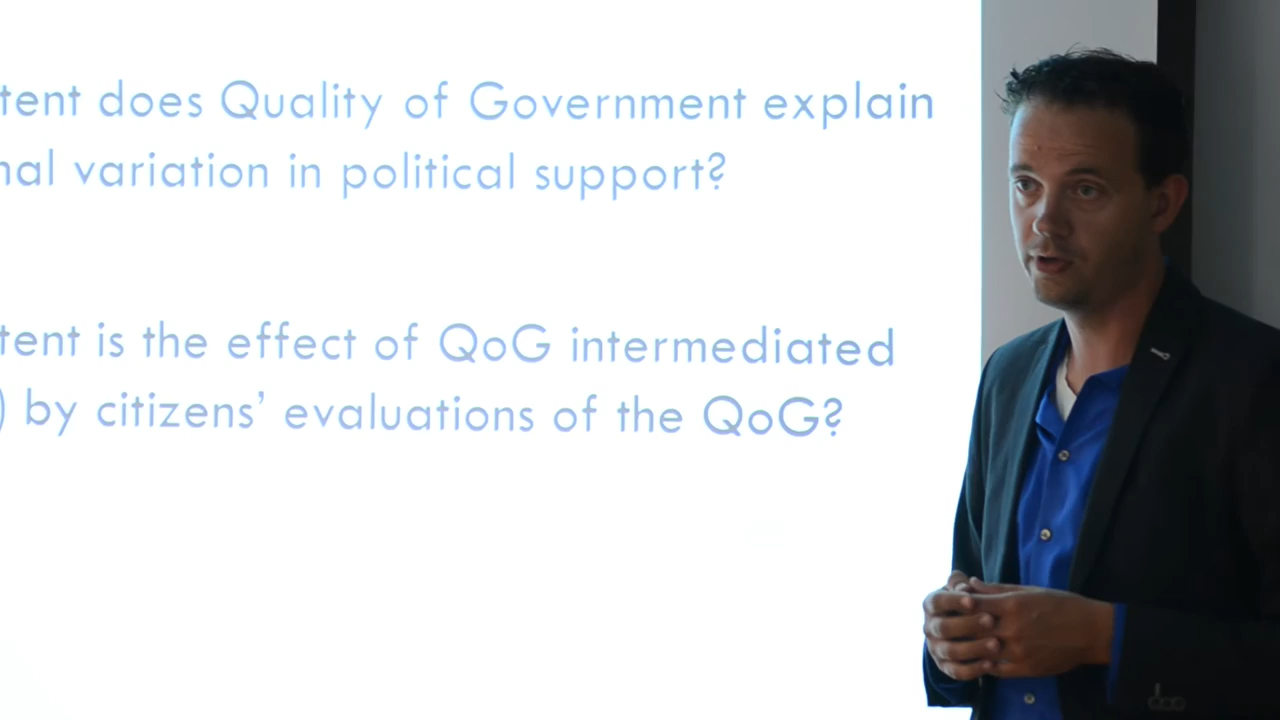 tent does Quality of Government explain
nal variation in political support?
tent is the effect of QoG intermediated
) by citizens’ evaluations of the QoG?